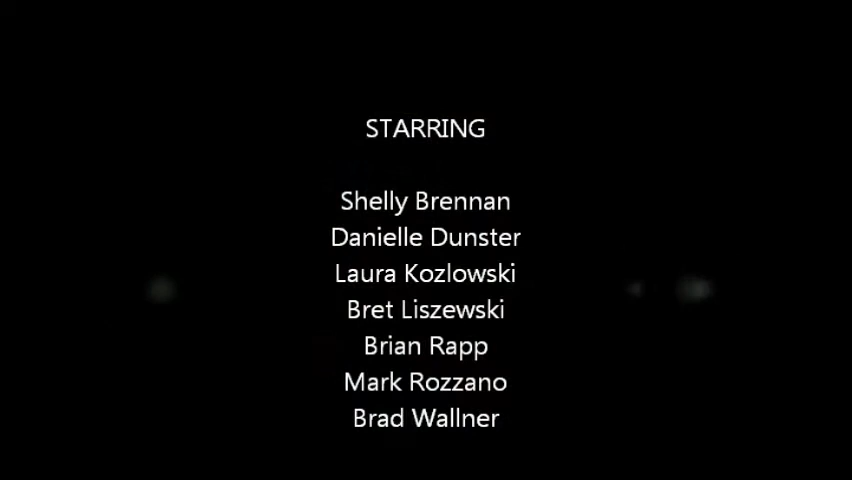 STARRING
Shelly Brennan
Danielle Dunster
Laura Kozlowski
Bret Liszewski
Brian Rapp
Mark Rozzano
Brad Wallner